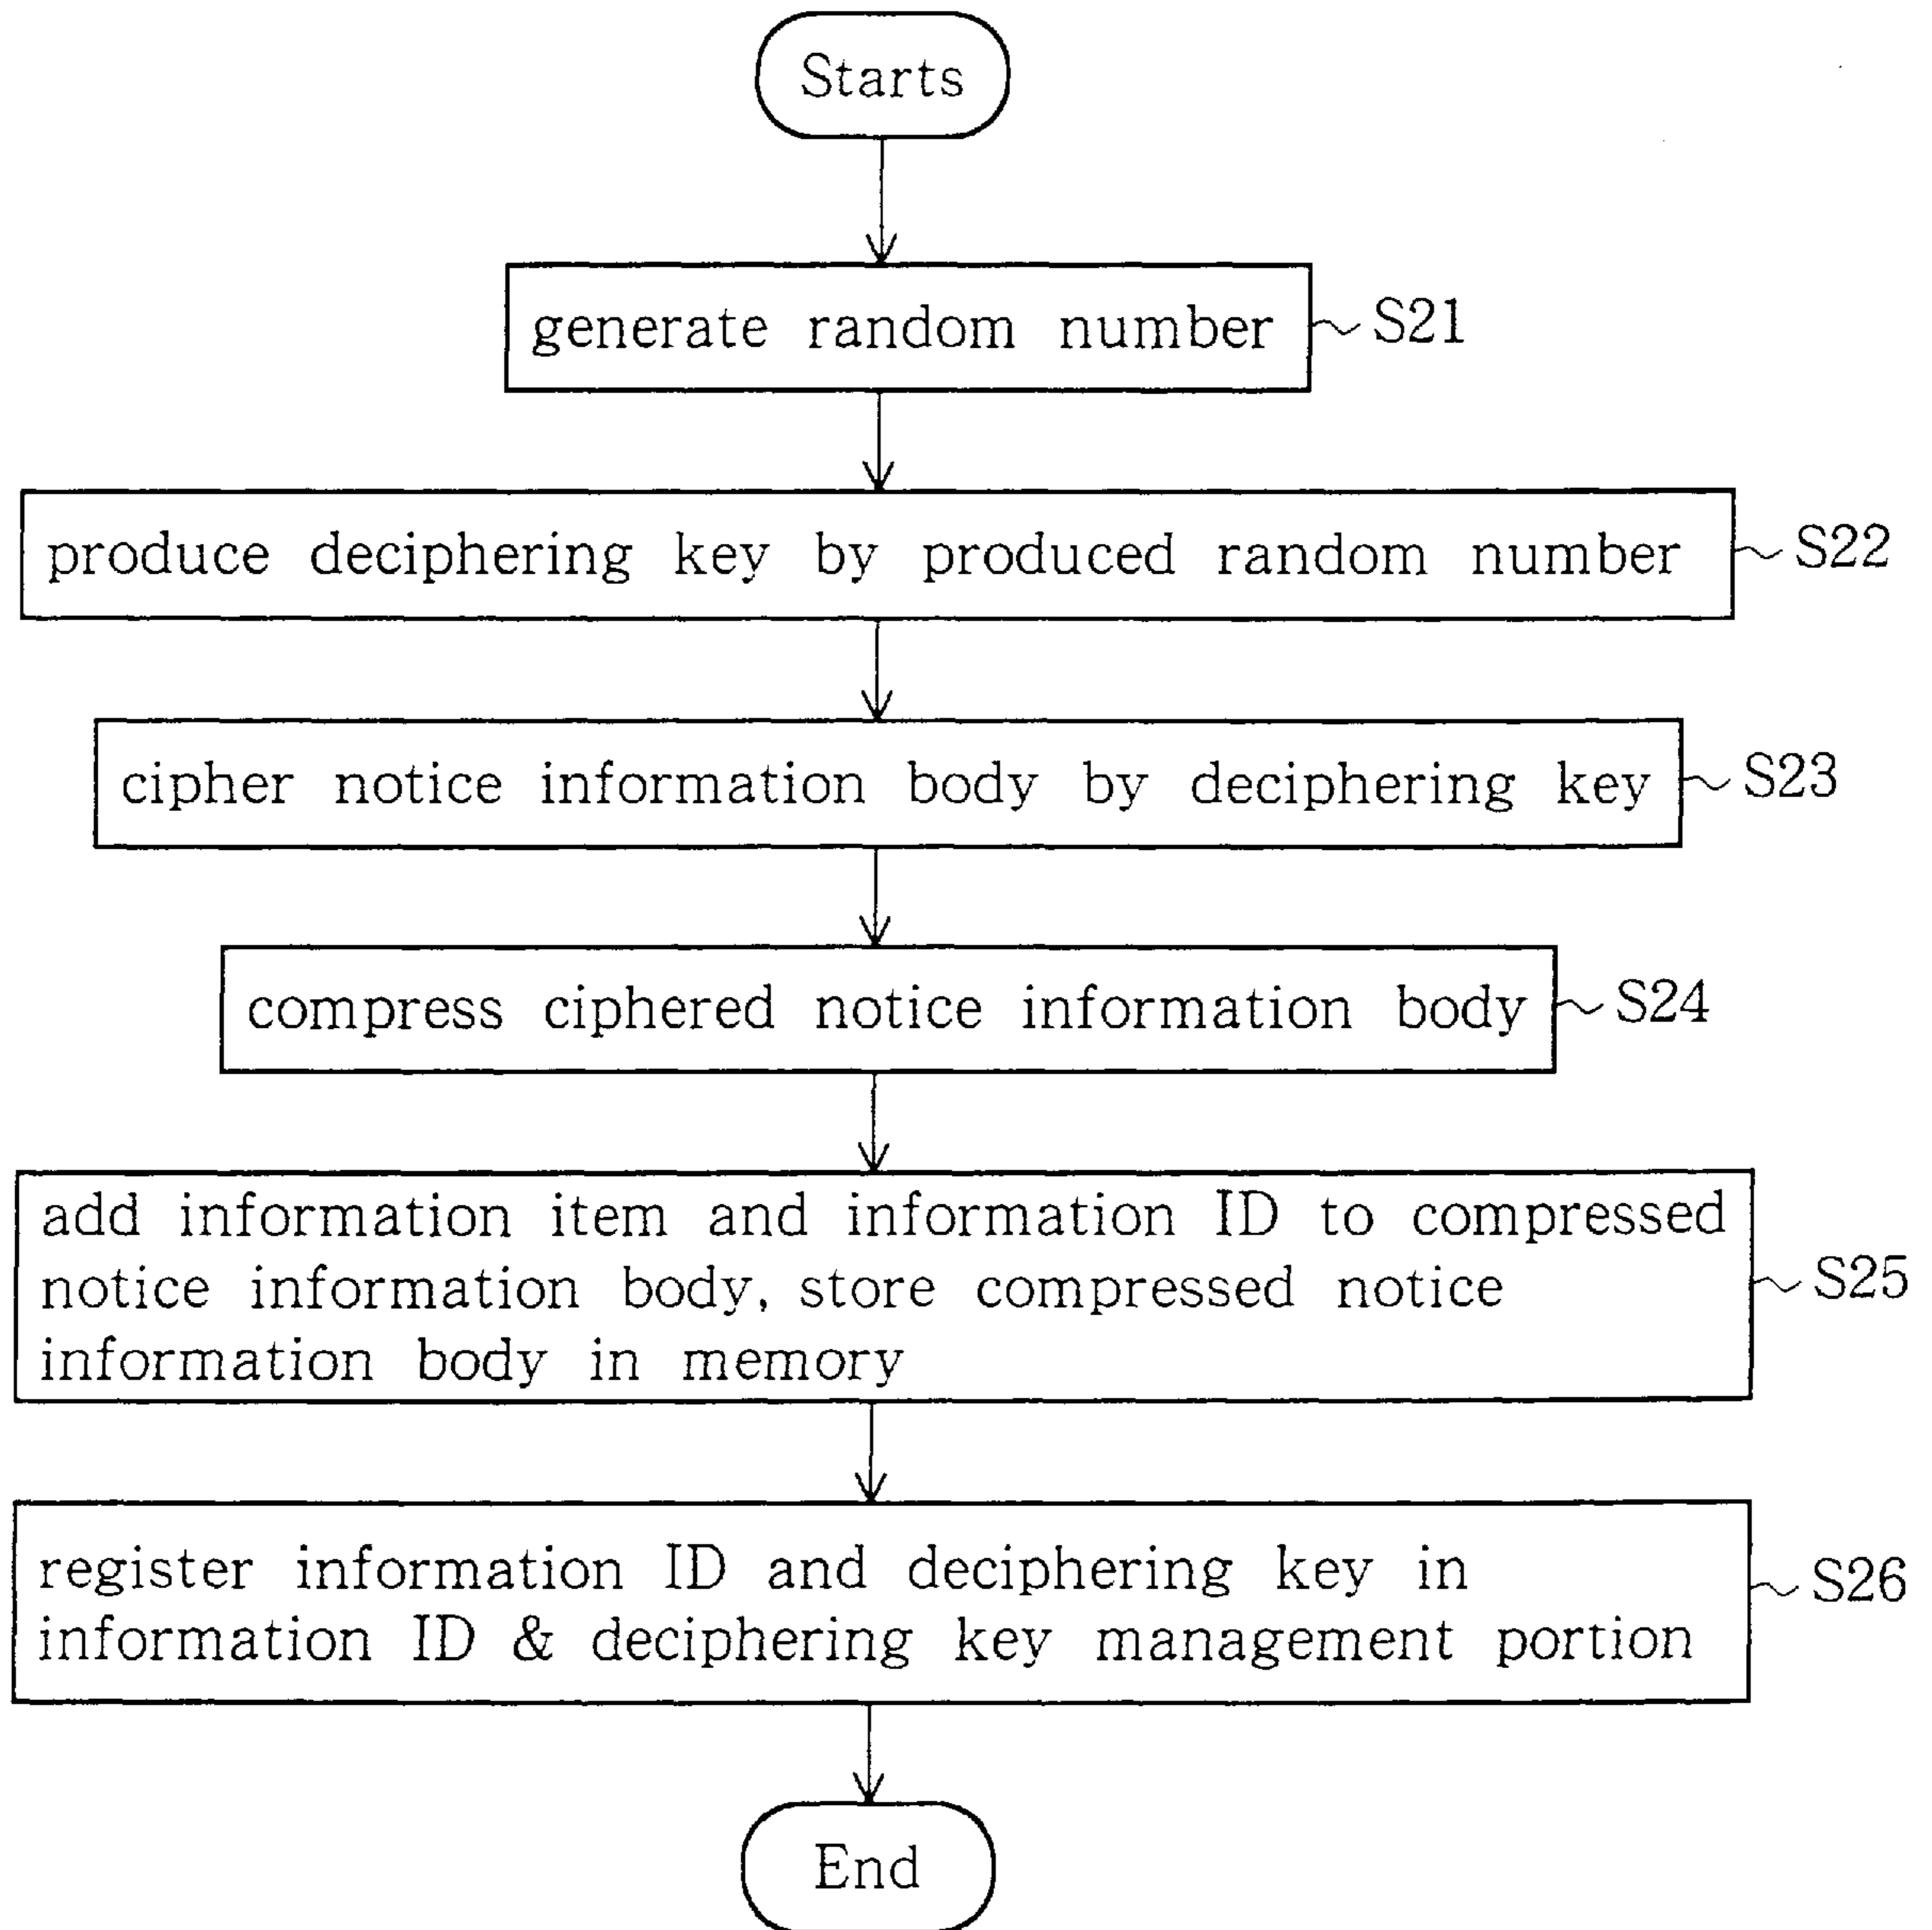 Starts
generate random number
S21
produce deciphering key by produced random number
S22
cipher notice information body by deciphering key
S23
compress ciphered notice information body
S24
add information item and information ID to compressed
notice information body, store compressed notice
information body in memory
S25
register information ID and deciphering key in
information ID & deciphering key management portion
S26
End